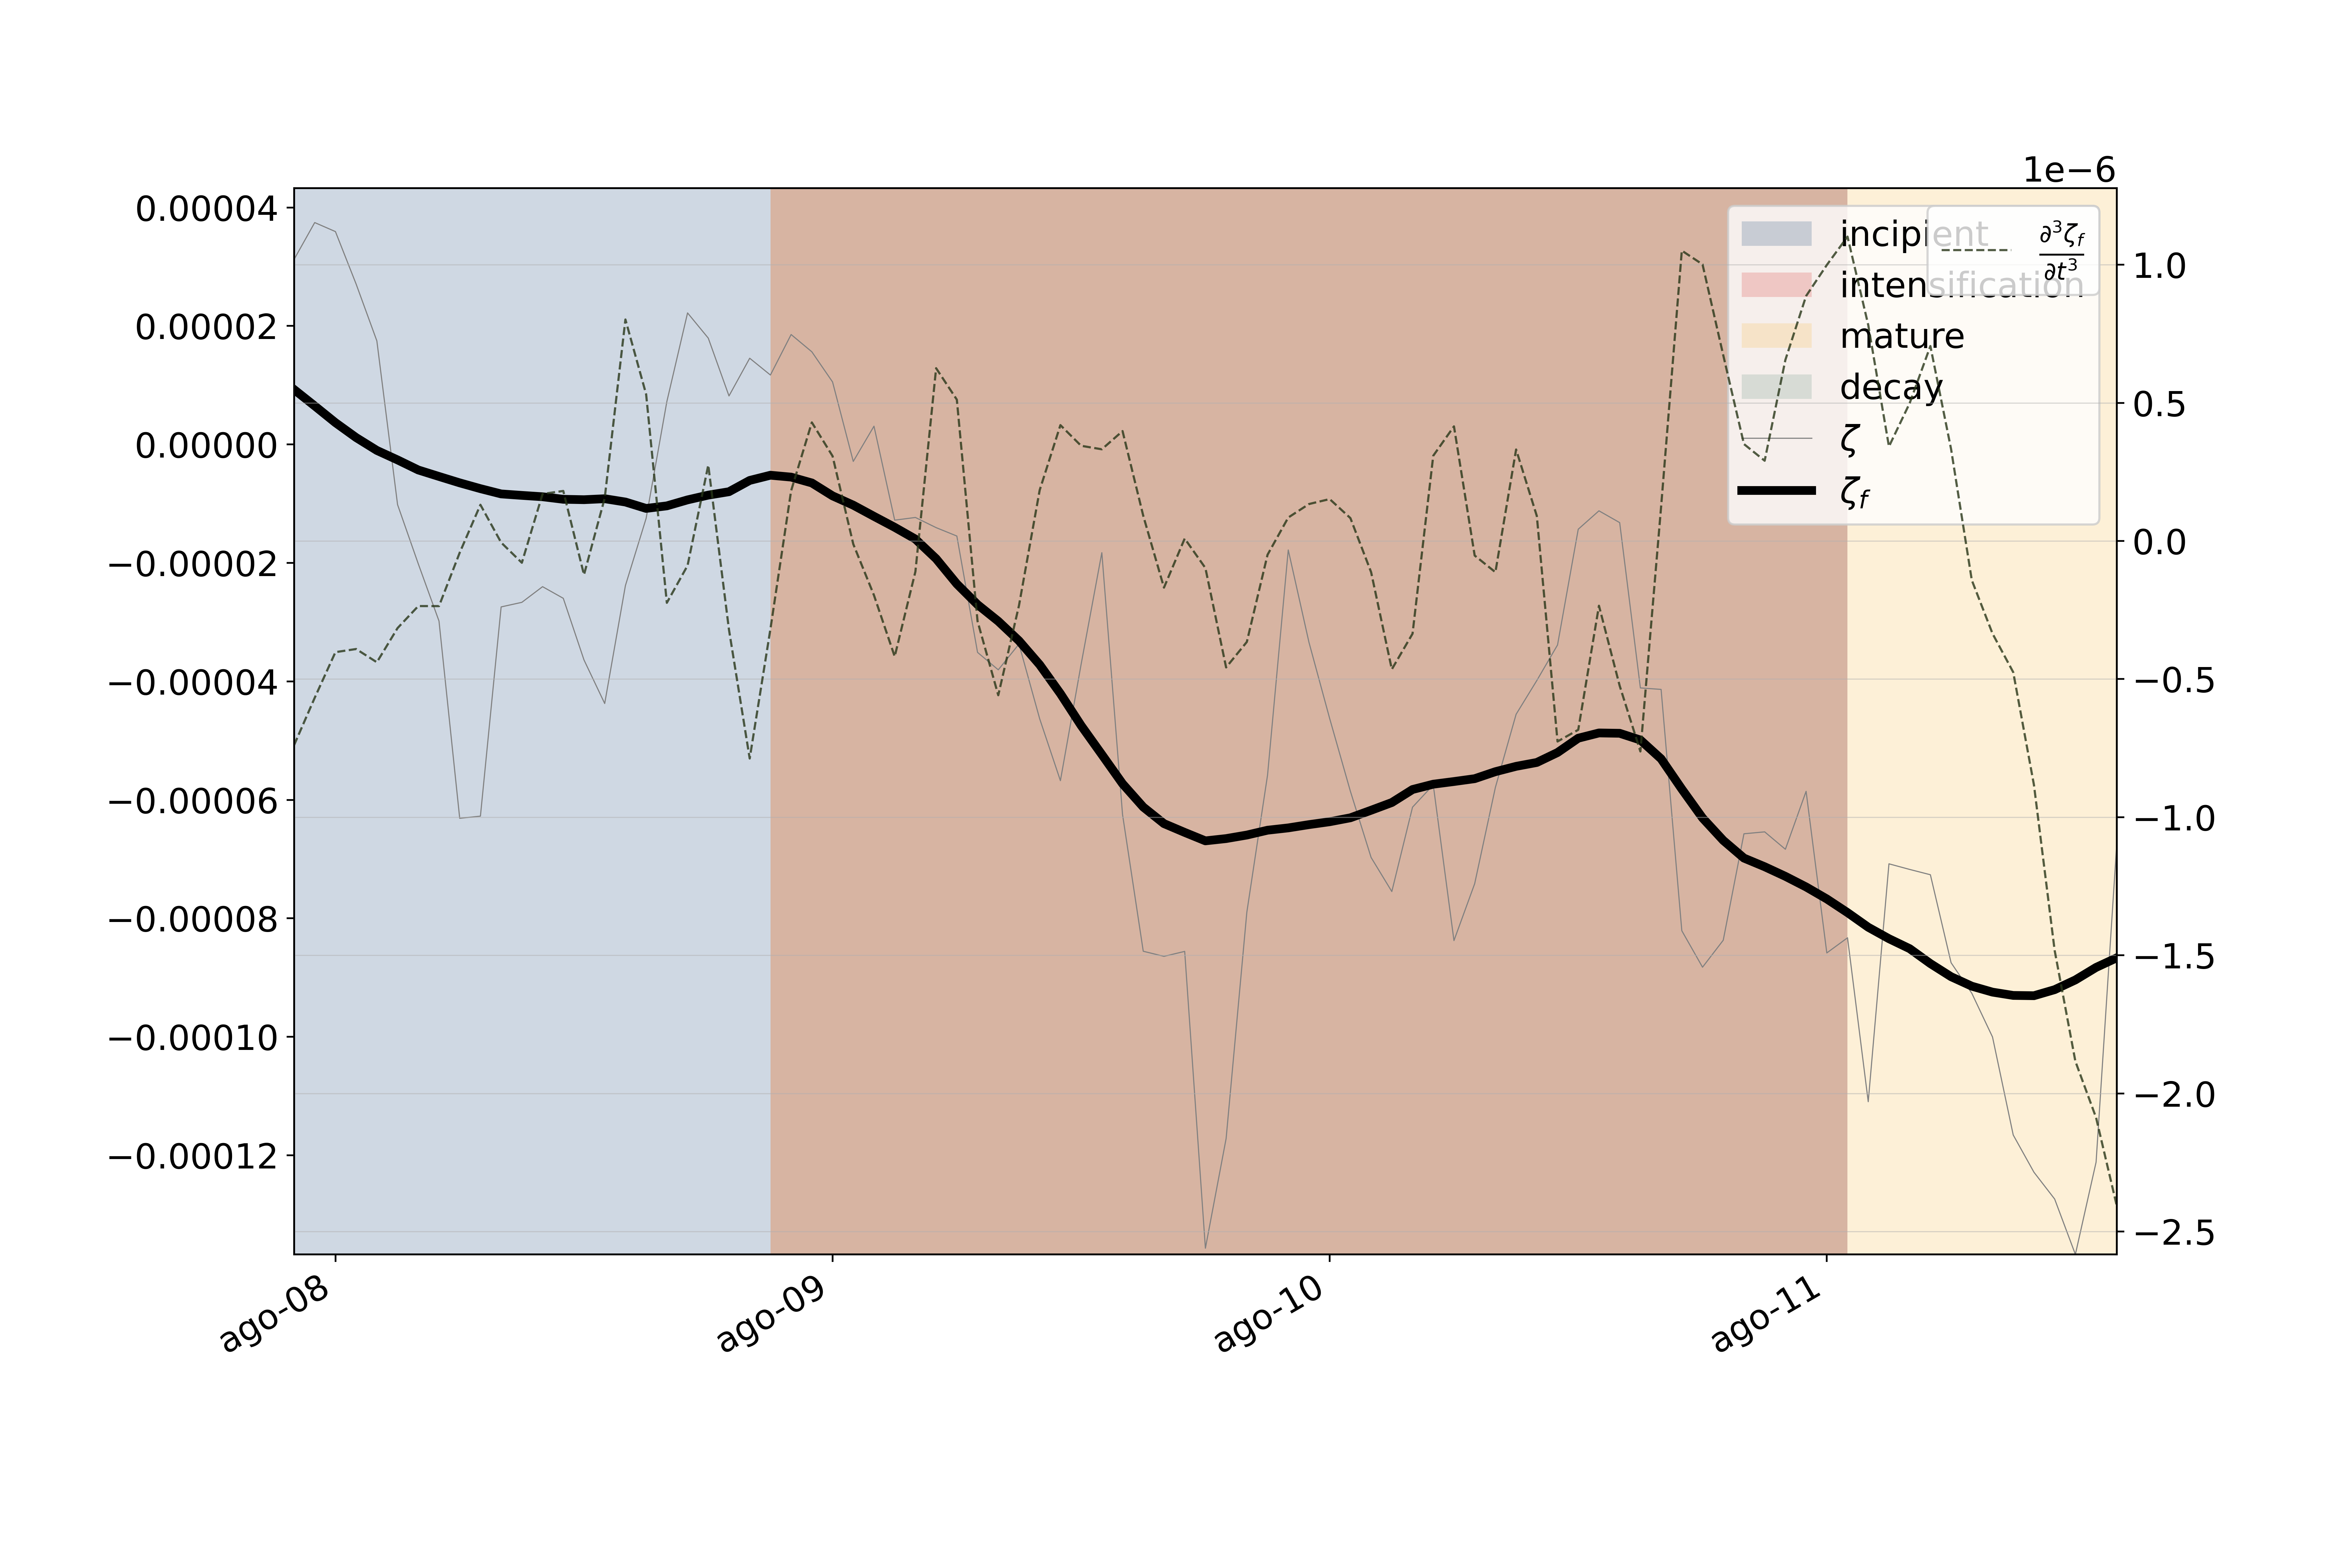 1e−6
0.00004
0.00002
0.00000
−0.00002
−0.00004
−0.00006
−0.00008
−0.00010
−0.00012
incipient
intensification
mature
decay
ζ
ζf
∂³ζf
∂t³
1.0
0.5
0.0
−0.5
−1.0
−1.5
−2.0
−2.5
ago-08
ago-09
ago-10
ago-11